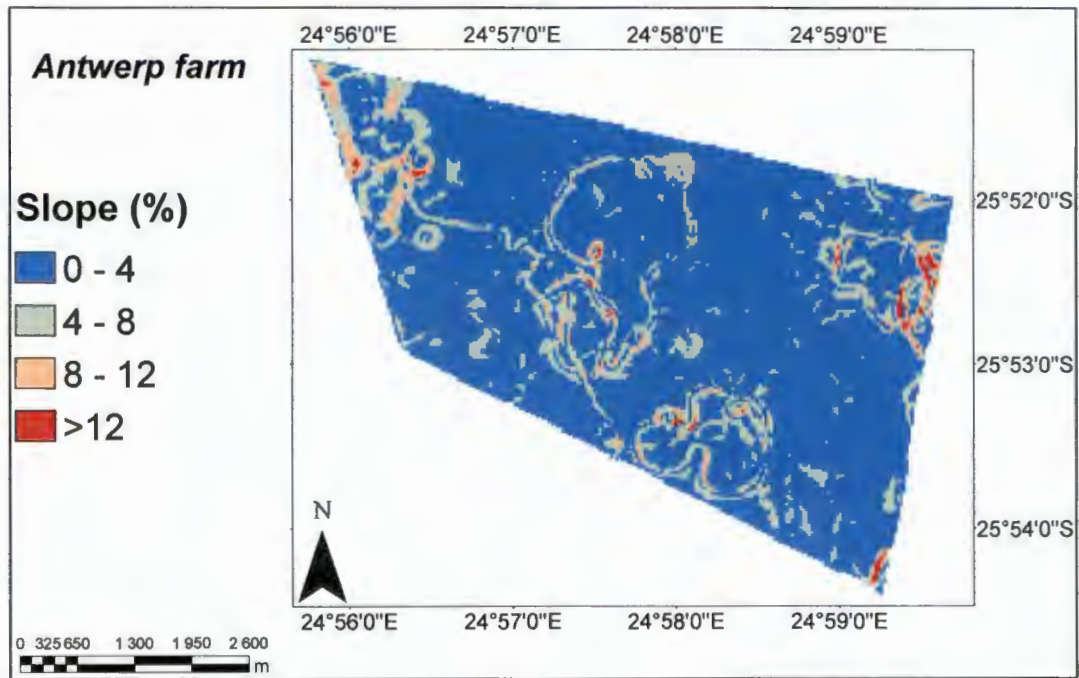 24°56'0"E 24°57'0"E 24°58'0"E 24°59'0"E
Antwerp farm
Slope (%)
0 - 4
4 - 8
8 - 12
>12
25°52'0"S
25°53'0"S
25°54'0"S
N
24°56'0"E 24°57'0"E 24°58'0"E 24°59'0"E
0 325 650 1 300 1 950 2 600
m